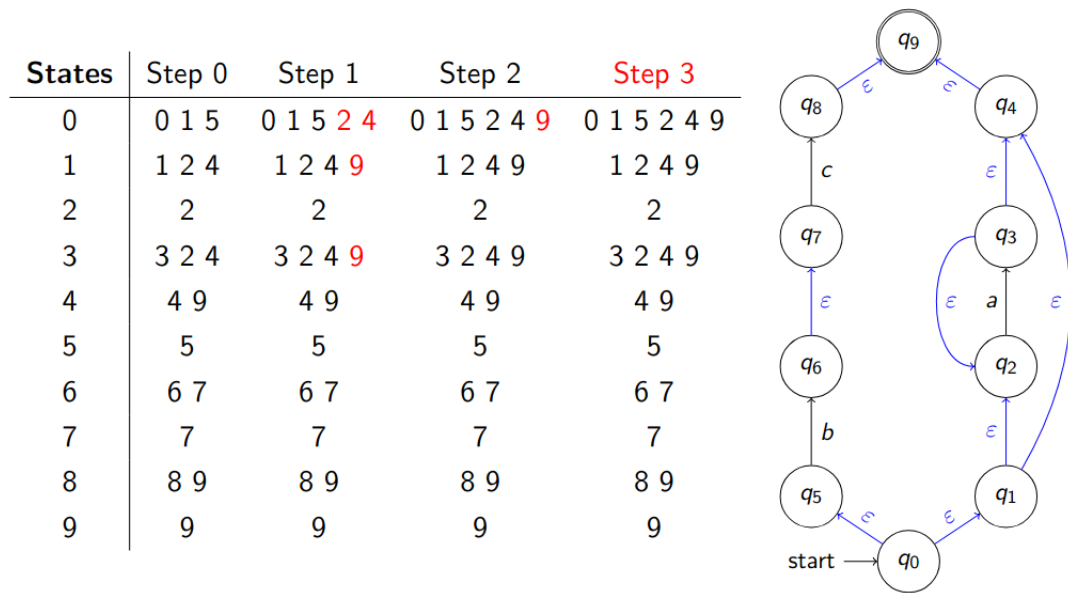 States Step 0 Step 1 Step 2 Step 3
0 0 1 5 0 1 5 2 4 0 1 5 2 4 9 0 1 5 2 4 9
1 1 2 4 1 2 4 9 1 2 4 9 1 2 4 9
2 2 2 2 2
3 3 2 4 3 2 4 9 3 2 4 9 3 2 4 9
4 4 9 4 9 4 9 4 9
5 5 5 5 5
6 6 7 6 7 6 7 6 7
7 7 7 7 7
8 8 9 8 9 8 9 8 9
9 9 9 9 9
q9
ε ε
q8 q4
c ε
q7 q3
ε ε a ε
q6 q2
b ε
q5 q1
ε ε
start q0